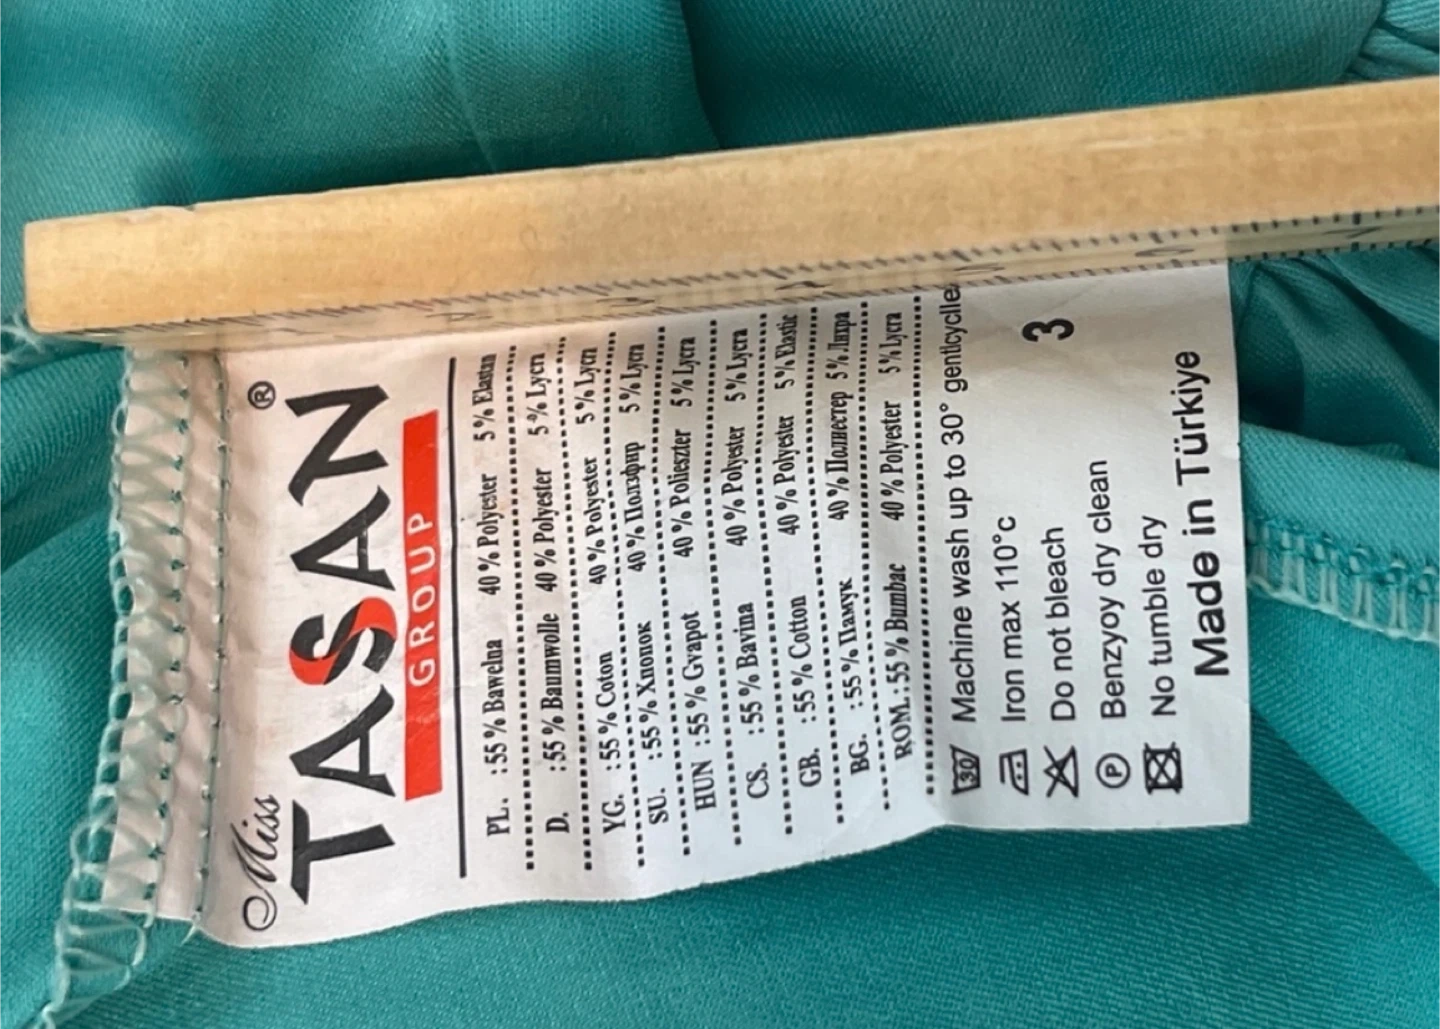 Miss
TASAN ®
GROUP
PL. : 55 % Bawelna 40 % Polyester 5 % Elastan
D. : 55 % Baumwolle 40 % Polyester 5 % Lycra
YG. : 55 % Coton 40 % Polyester 5 % Lycra
SU. : 55 % Хлопок 40 % Полэфир 5 % Lycra
HUN : 55 % Gvapot 40 % Polieszter 5 % Lycra
CS. : 55 % Bavina 40 % Polyester 5 % Lycra
GB. : 55 % Cotton 40 % Polyester 5 % Elastic
BG. : 55 % Памук 40 % Полиестер 5 % Ликра
ROM. : 55 % Bumbac 40 % Polyester 5 % Lycra
30 Machine wash up to 30°
Iron max 110°c
3
Do not bleach
P Benzyoy dry clean
No tumble dry
Made in Türkiye